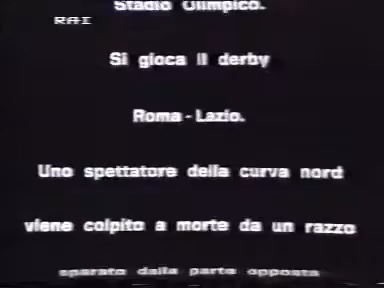 Stadio Olimpico.
RAI
Si gioca il derby
Roma - Lazio.
Uno spettatore della curva nord
viene colpito a morte da un razzo
sparato dalla parte opposta